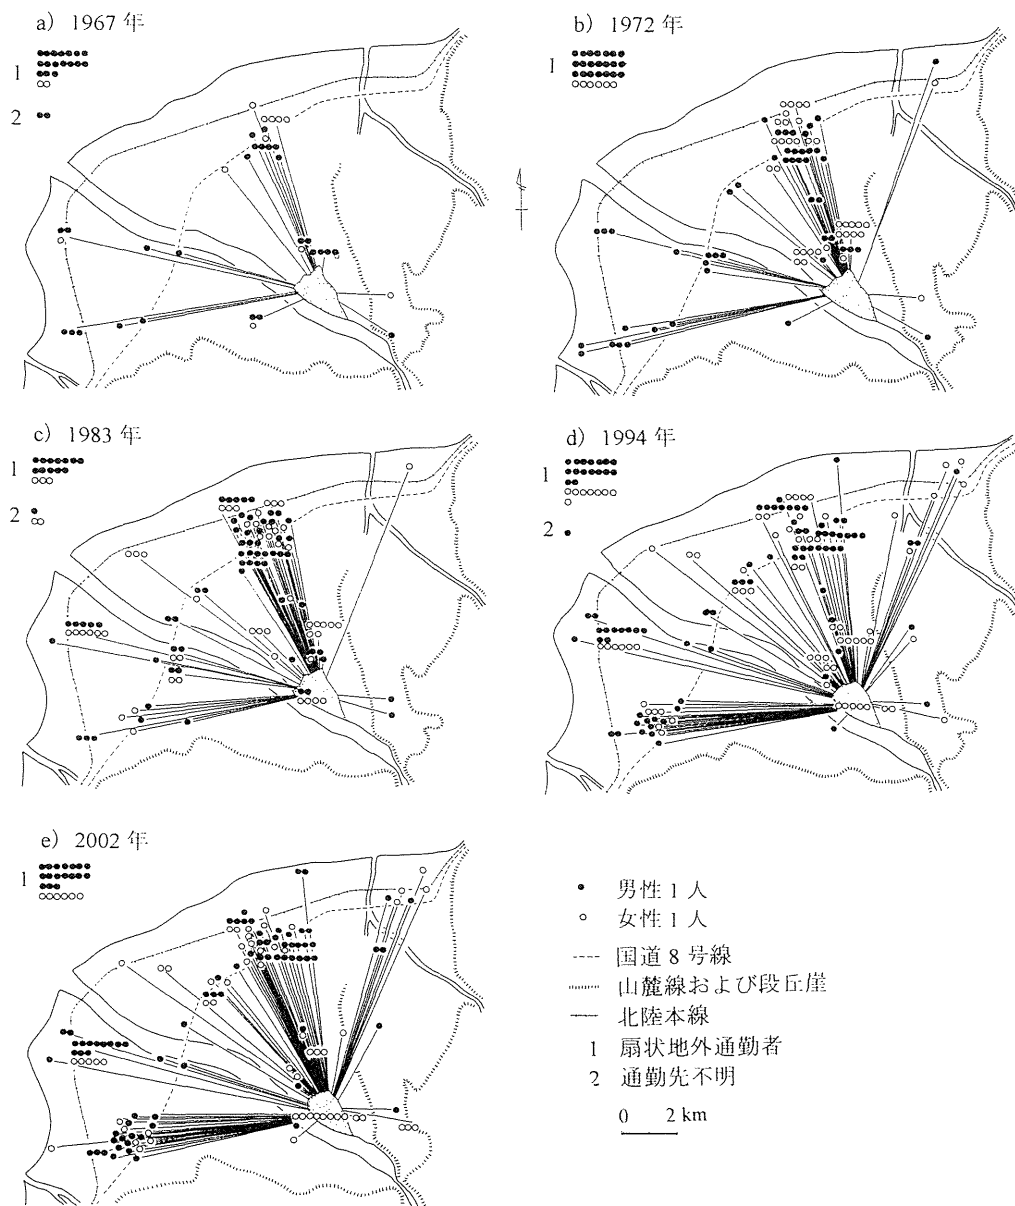 a) 1967 年
1
2
b) 1972 年
1
c) 1983 年
1
2
d) 1994 年
1
2
e) 2002 年
1
男性 1 人
女性 1 人
国道 8 号線
山麓線および段丘崖
北陸本線
1 扇状地外通勤者
2 通勤先不明
0 2 km